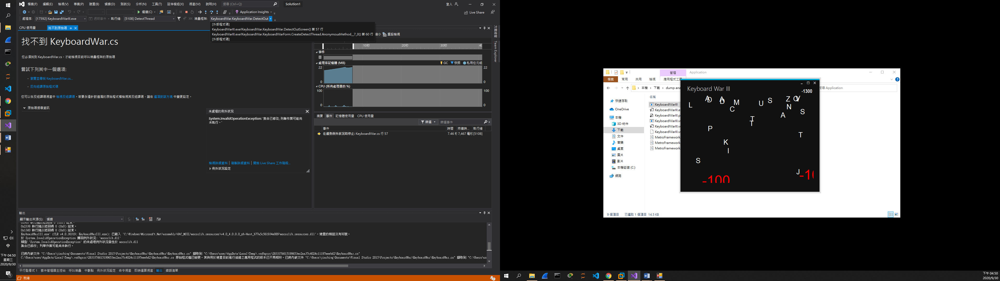 檔案(F) 編輯(E) 檢視(V) 專案(P) 建置(B) 偵錯(D) 測試(S) 分析(N) 工具(T) 延伸模組(X) 視窗(W) 說明(H) 搜尋 (Ctrl+Q) Solution1 登入
繼續(C) Application Insights
Live Share
處理序: [17592] KeyboardWarIII.exe 週期事件 執行緒: [5108] DetectThread 堆疊框架: KeyboardWar.KeyboardWar.DetectOut
[外部程式碼]
KeyboardWarIII.exe!KeyboardWar.KeyboardWar.DetectOutScreen() 第 57 行
KeyboardWarIII.exe!KeyboardWar.KeyboardWarForm.CreateDetectThread.AnonymousMethod__7_0() 第 60 行
[外部程式碼]
CPU 使用量 找不到原始碼
找不到 KeyboardWar.cs
您必須找到 KeyboardWar.cs，才能檢視目前呼叫堆疊框架的原始碼
嘗試下列其中一個選項:
- 瀏覽並尋找 KeyboardWar.cs...
- 反向組譯原始程式碼
您可以在反組譯碼視窗中 檢視反組譯碼。若要永遠針對遺漏的原始程式檔檢視其反組譯碼，請在 選項對話方塊 中變更設定。
原始碼搜尋資訊
未處理的例外狀況
System.InvalidOperationException: '集合已修改; 列舉作業可能尚
未執行。'
檢視詳細資料 | 複製詳細資料 | 開始 Live Share 工作階段...
例外狀況設定
縮小 重設檢視
10秒 20秒 30秒 40
事件
處理序記憶體 (MB) GC 快照 私用位元組
22 22
0 0
CPU (所有處理器的 %)
100 100
0 0
摘要 事件 記憶體使用量 CPU 使用量
篩選 篩選事件
事件 時間 持續時... 執行緒
在遇到例外狀況時停止: KeyboardWar.cs 行 57 7.46 秒 7,467 毫秒 [5108]
方案總管
Team Explorer
輸出
顯示輸出來源(S): 偵錯
0x2338 執行緒以返回碼 0 (0x0) 結束。
0x13d0 執行緒以返回碼 0 (0x0) 結束。
KeyboardWarIII.exe' (CLR v4.0.30319: KeyboardWarIII.exe): 已載入 'C:\Windows\Microsoft.Net\assembly\GAC_MSIL\mscorlib.resources\v4.0_4.0.0.0_zh-Hant_b77a5c561934e089\mscorlib.resources.dll'。建置的模組沒有符號。
於 System.InvalidOperationException 擲回例外狀況: 'mscorlib.dll'
類型 'System.InvalidOperationException' 的未處理例外狀況發生於 mscorlib.dll
集合已修改; 列舉作業可能尚未執行。
已將內嵌文件 "C:\Users\jiaching\Documents\Visual Studio 2015\Projects\KeyboardWar\KeyboardWar\KeyboardWar.cs" 擷取到 "C:\Users\user\AppData\Local\Temp\.vsdbgsrc\283337d615199653ec2aa37c4024c11197eeebd2\KeyboardWar.cs"
C:\Users\user\AppData\Local\Temp\.vsdbgsrc\283337d615199653ec2aa37c4024c11197eeebd2\KeyboardWar.cs 原始程式檔已變更。其與用於建置目前進行偵錯之應用程式的版本已不再相符。已將內嵌文件 "C:\Users\jiaching\Documents\Visual Studio 2015\Projects\KeyboardWar\KeyboardWar\KeyboardWar.cs" 擷取到 "C:\Users\us
平行監看式 1 套件管理器主控台 呼叫堆疊 中斷點 例外狀況設定 命令視窗 即時運算視窗 輸出 錯誤清單
就緒 3
中
下午 04:50
星期三
2020/9/30
1
管理 Application
檔案 常用 共用 檢視 應用程式工具
本機 下載 dump ana
搜尋 Application
快速存取
OneDrive
本機
3D 物件
下載
文件
音樂
桌面
圖片
影片
本機磁碟 (C:)
網路
名稱
KeyboardWarIII
KeyboardWarIII.e
KeyboardWarIII.p
KeyboardWarIII.vs
KeyboardWarIII.vs
KeyboardWarIII.vs
MetroFramework
MetroFramework
MetroFramework
9 個項目 已選取 1 個項目 14.5 KB
Keyboard War III
-1300
L A D A D M C U S Z Q V N S A
T T P T K I S J
-100 -10
下午 04:50
2020/9/30